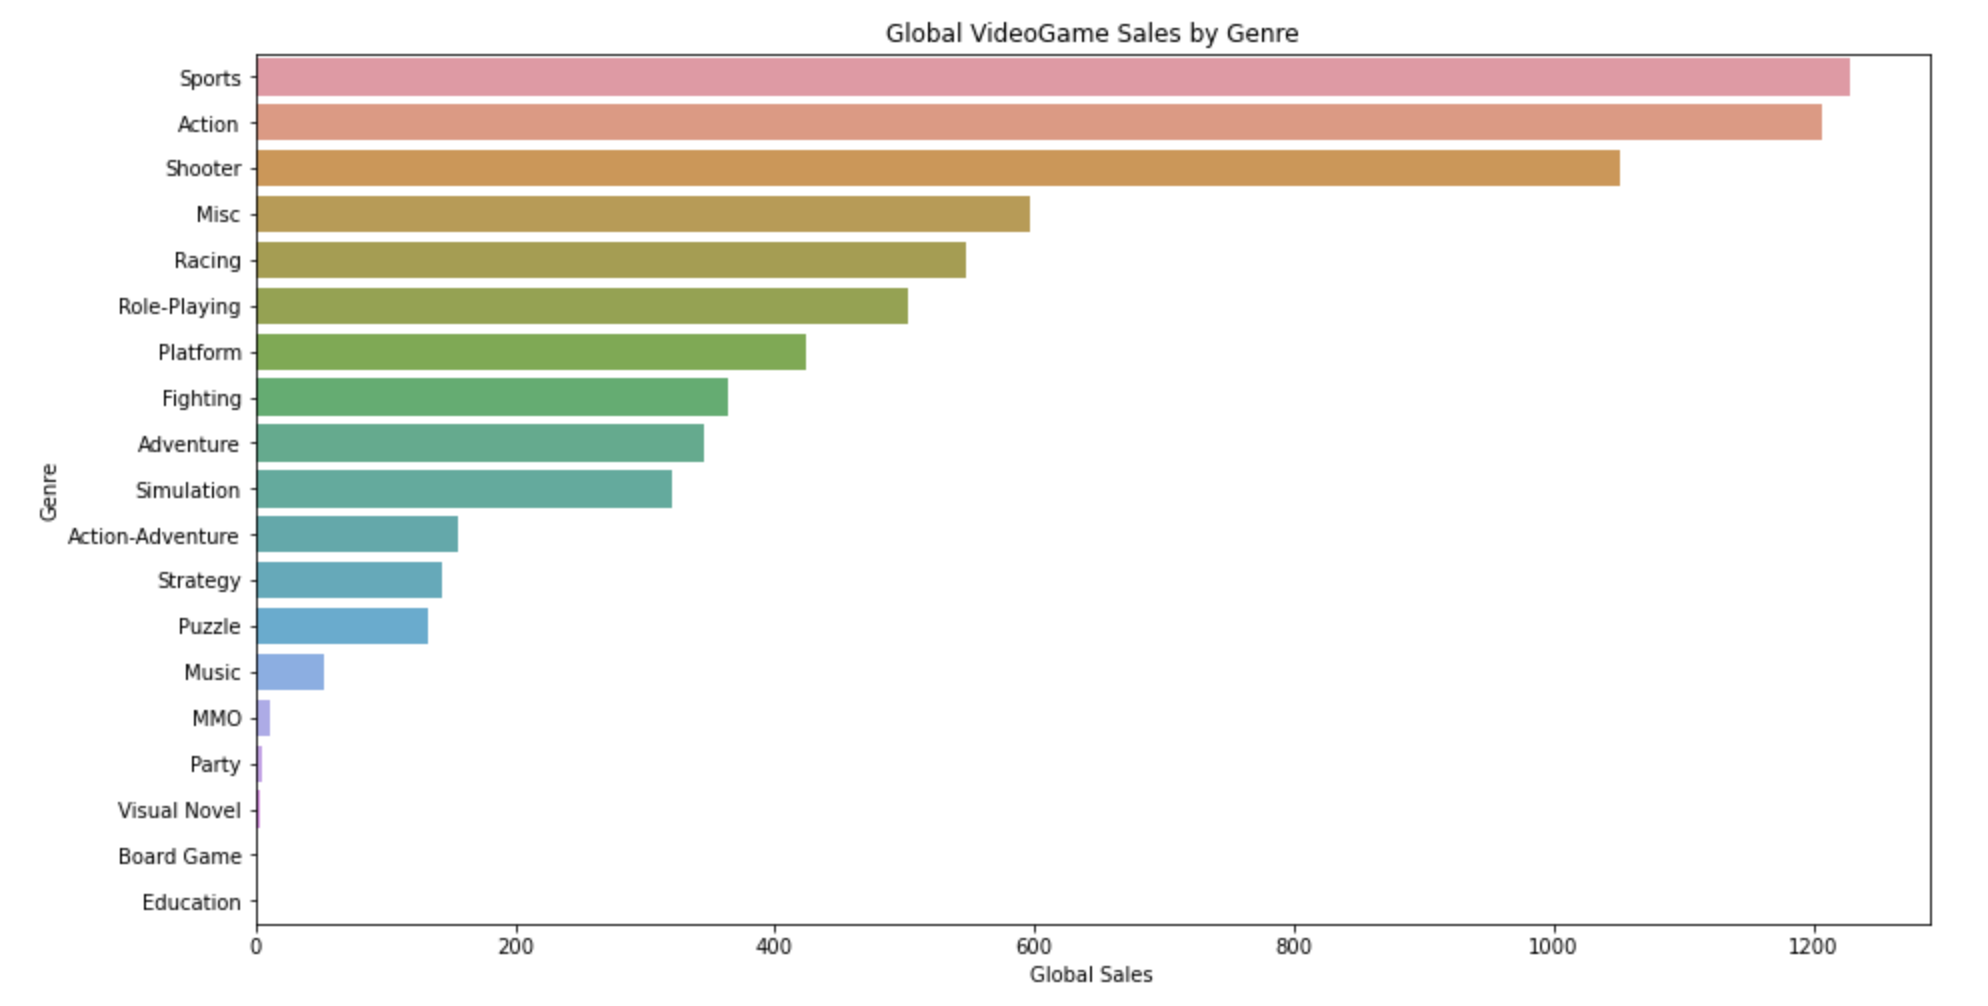 Global VideoGame Sales by Genre
Sports
Action
Shooter
Misc
Racing
Role-Playing
Platform
Fighting
Adventure
Simulation
Action-Adventure
Strategy
Puzzle
Music
MMO
Party
Visual Novel
Board Game
Education
Genre
0 200 400 600 800 1000 1200
Global Sales